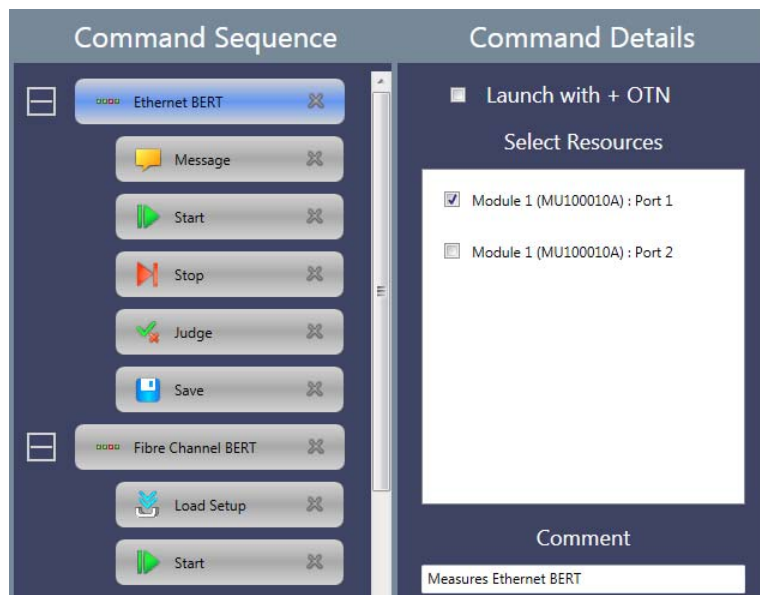 Command Sequence
Ethernet BERT
Message
Start
Stop
Judge
Save
Fibre Channel BERT
Load Setup
Start
Command Details
Launch with + OTN
Select Resources
Module 1 (MU100010A) : Port 1
Module 1 (MU100010A) : Port 2
Comment
Measures Ethernet BERT